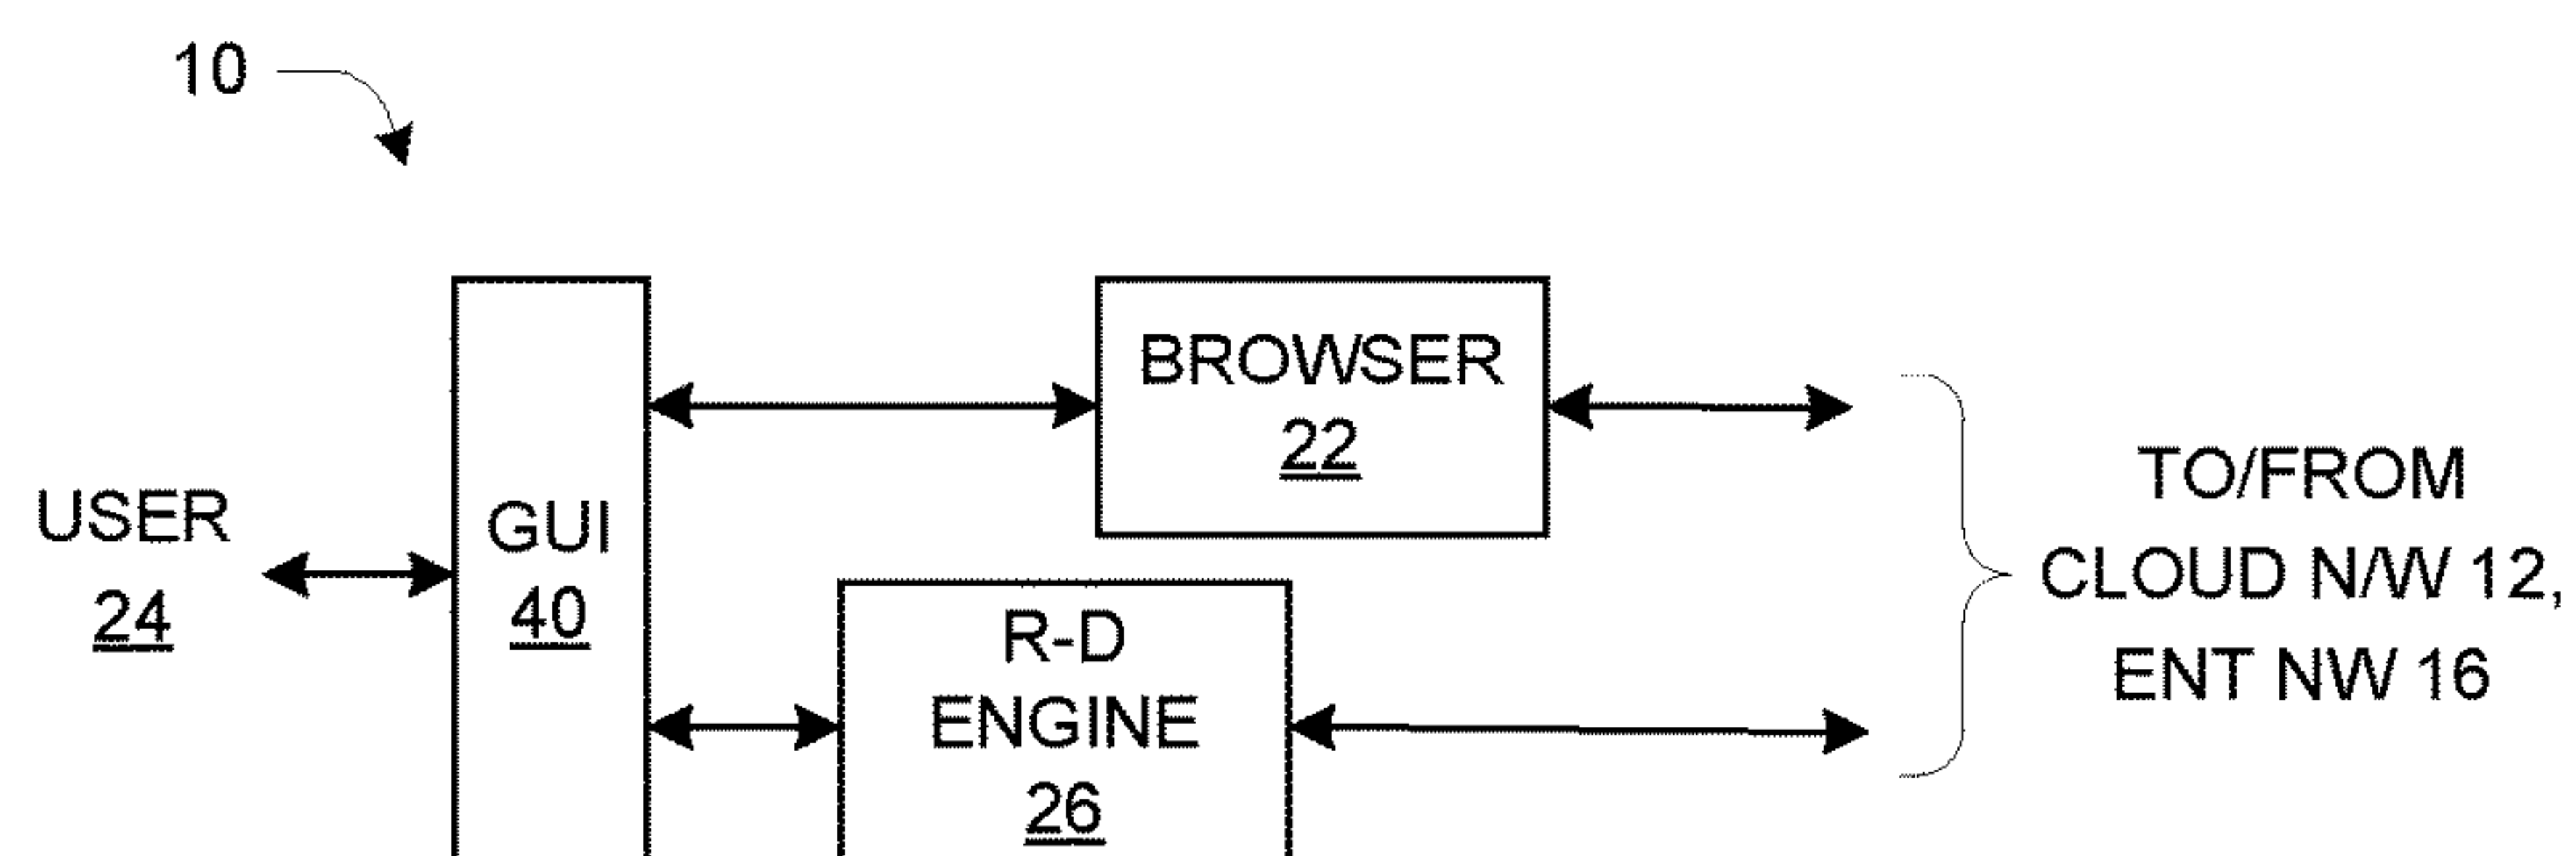 10
USER
24
GUI
40
BROWSER
22
R-D
ENGINE
26
TO/FROM
CLOUD N/W 12,
ENT NW 16